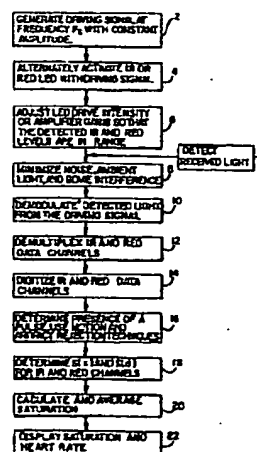 GENERATE DRIVING SIGNAL AT
FREQUENCY F WITH CONSTANT
AMPLITUDE.
2
ALTERNATELY ACTIVATE IR OR
RED LED WITH DRIVING SIGNAL
4
ADJUST LED DRIVE INTENSITY
OR AMPLIFIER GAINS SO THAT
THE DETECTED IR AND RED
LEVELS ARE IN RANGE
6
DETECT
RECEIVED LIGHT
MINIMIZE NOISE, AMBIENT
LIGHT, AND SOME INTERFERENCE
8
DEMODULATE DETECTED LIGHT
FROM THE DRIVING SIGNAL
10
DEMULTIPLEX IR AND RED
DATA CHANNELS
12
DIGITIZE IR AND RED DATA
CHANNELS
14
DETERMINE PRESENCE OF A
PULSE USE MOTION AND
ARTIFACT REJECTION TECHNIQUES
16
DETERMINE
FOR IR AND RED CHANNELS
18
CALCULATE AND AVERAGE
SATURATION
20
DISPLAY SATURATION AND
HEART RATE
22